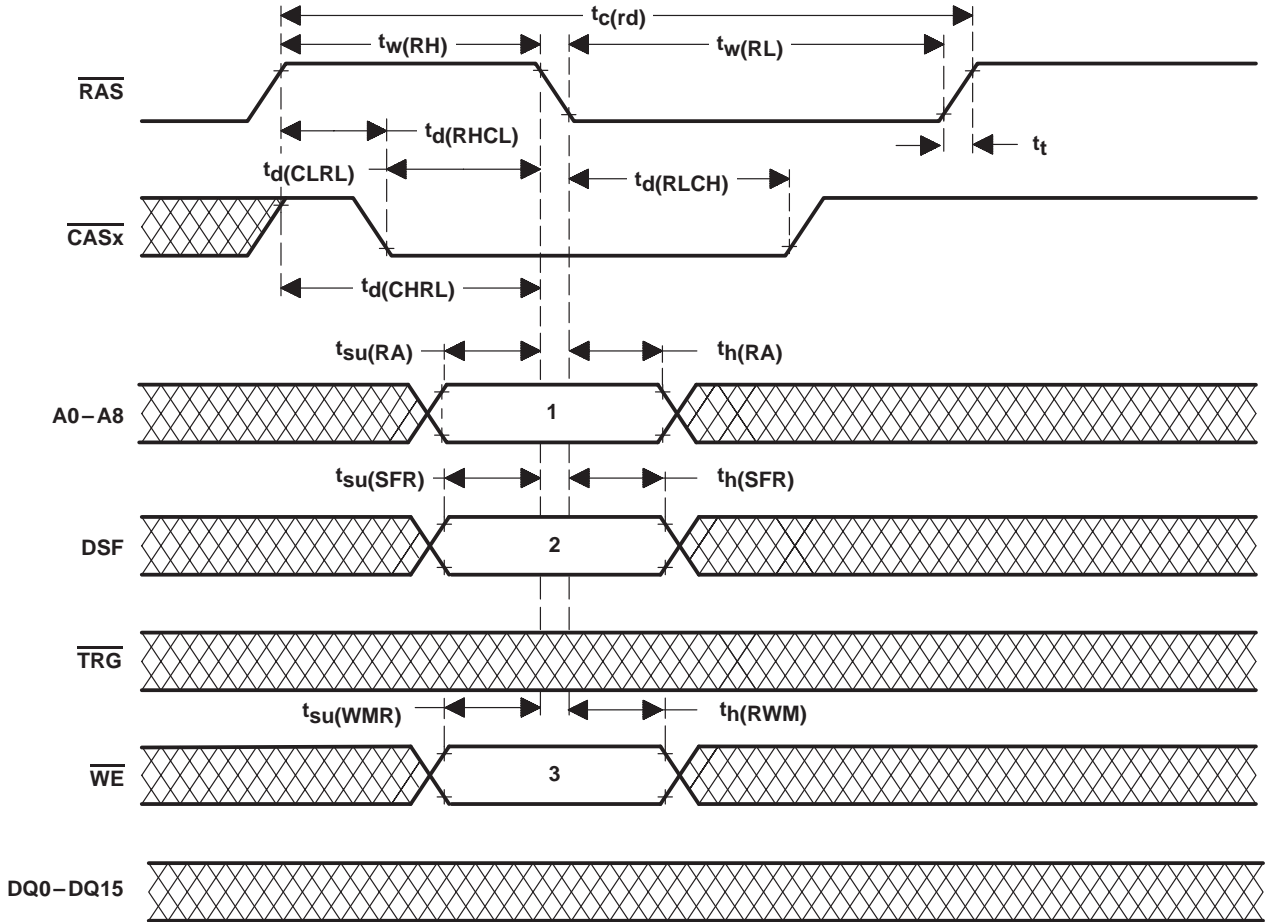 tc(rd)
tw(RH)
tw(RL)
RAS
td(RHCL)
tt
td(CLRL)
td(RLCH)
CASx
td(CHRL)
tsu(RA)
th(RA)
A0–A8
1
tsu(SFR)
th(SFR)
DSF
2
TRG
tsu(WMR)
th(RWM)
WE
3
DQ0–DQ15